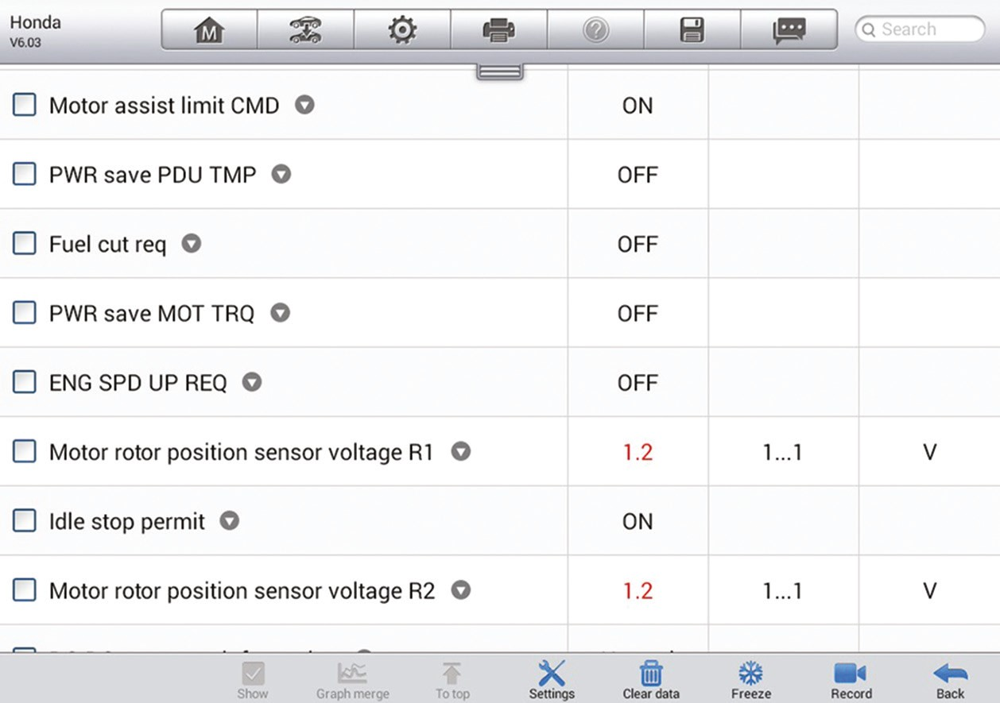 Honda
V6.03
M
Search
Motor assist limit CMD ON
PWR save PDU TMP OFF
Fuel cut req OFF
PWR save MOT TRQ OFF
ENG SPD UP REQ OFF
Motor rotor position sensor voltage R1 1.2 1...1 V
Idle stop permit ON
Motor rotor position sensor voltage R2 1.2 1...1 V
Show Graph merge To top Settings Clear data Freeze Record Back